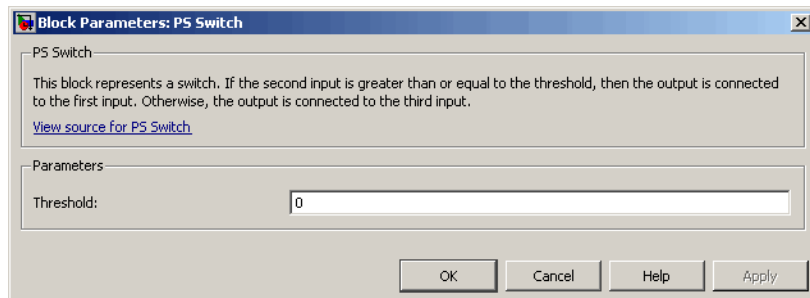 Block Parameters: PS Switch
PS Switch
This block represents a switch. If the second input is greater than or equal to the threshold, then the output is connected
to the first input. Otherwise, the output is connected to the third input.
View source for PS Switch
Parameters
Threshold: 0
OK Cancel Help Apply